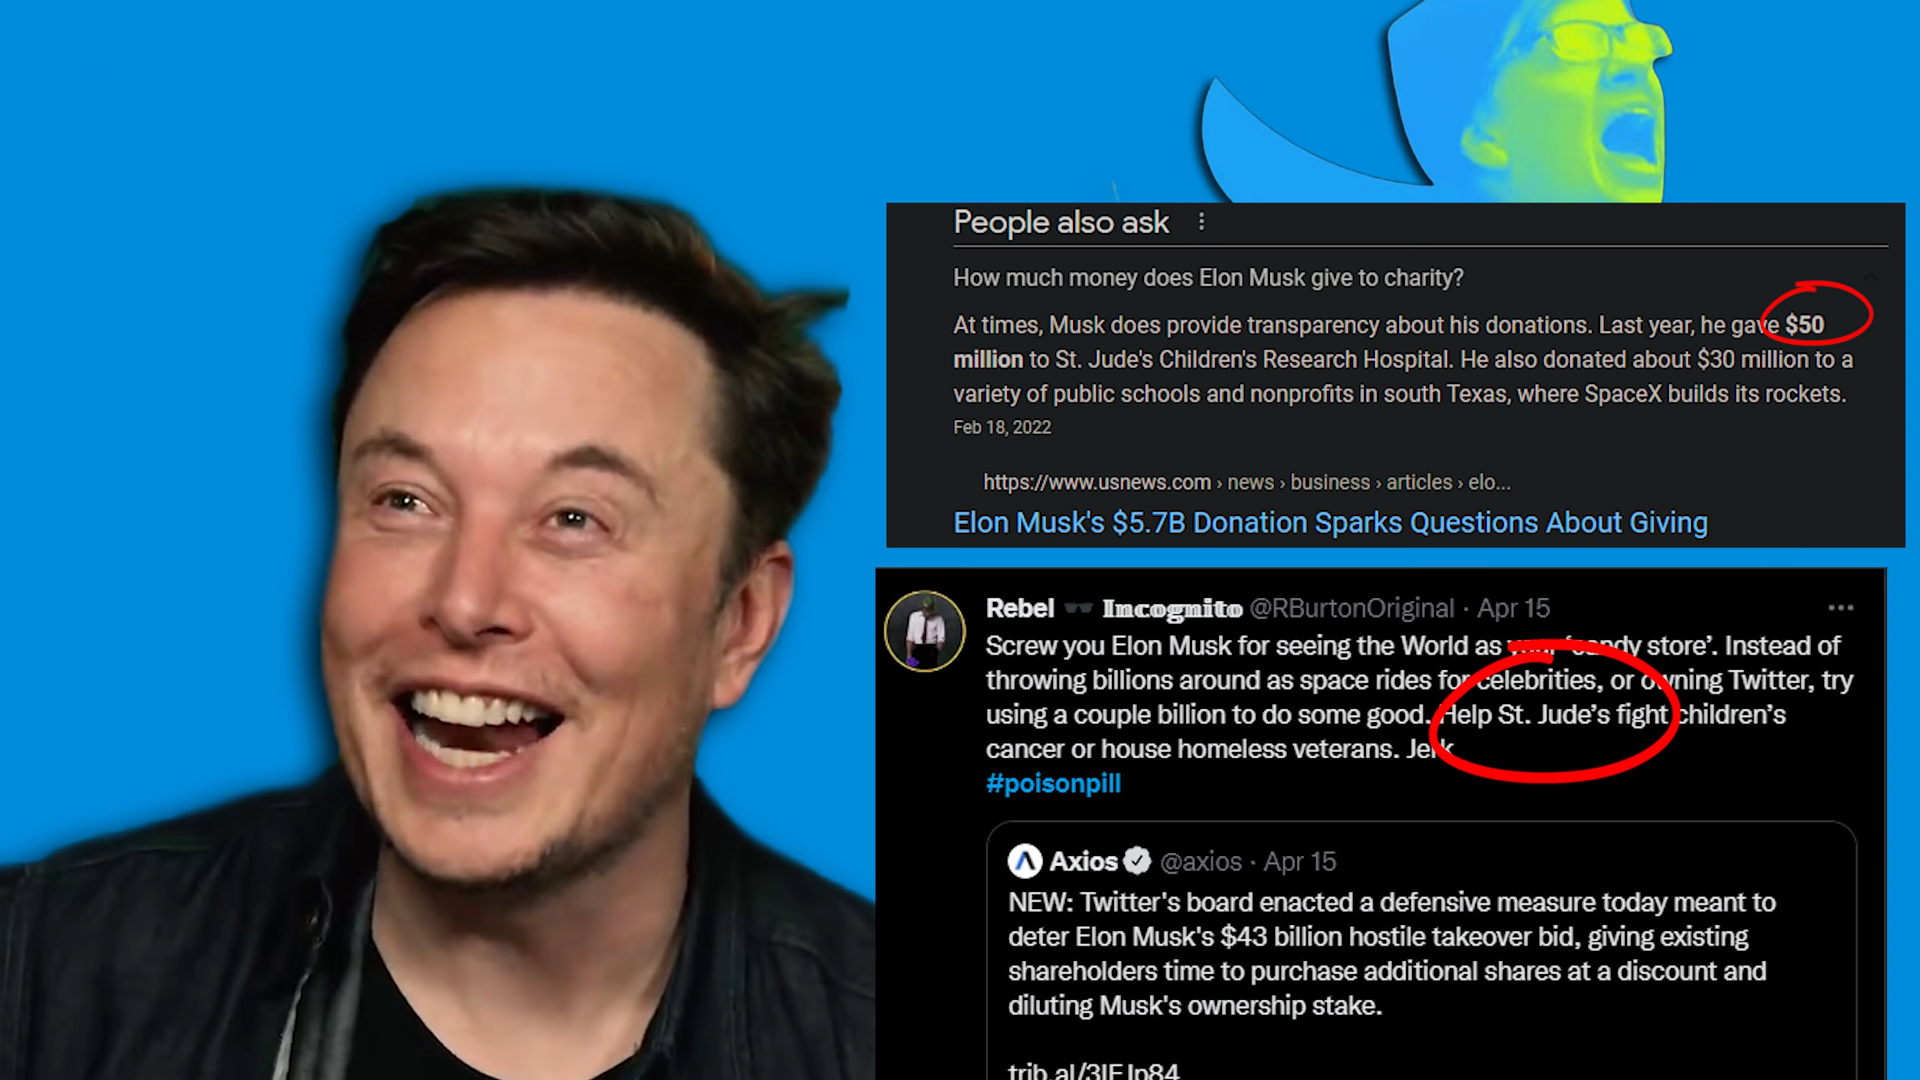 People also ask
How much money does Elon Musk give to charity?
At times, Musk does provide transparency about his donations. Last year, he gave $50
million to St. Jude's Children's Research Hospital. He also donated about $30 million to a
variety of public schools and nonprofits in south Texas, where SpaceX builds its rockets.
Feb 18, 2022
https://www.usnews.com › news › business › articles › elo...
Elon Musk's $5.7B Donation Sparks Questions About Giving
Rebel 🕶️ 𝕀𝕟𝕔𝕠𝕘𝕟𝕚𝕥𝕠 @RBurtonOriginal · Apr 15
Screw you Elon Musk for seeing the World as your ‘candy store’. Instead of
throwing billions around as space rides for celebrities, or owning Twitter, try
using a couple billion to do some good. Help St. Jude’s fight children’s
cancer or house homeless veterans. Jerk
#poisonpill
Axios @axios · Apr 15
NEW: Twitter's board enacted a defensive measure today meant to
deter Elon Musk's $43 billion hostile takeover bid, giving existing
shareholders time to purchase additional shares at a discount and
diluting Musk's ownership stake.